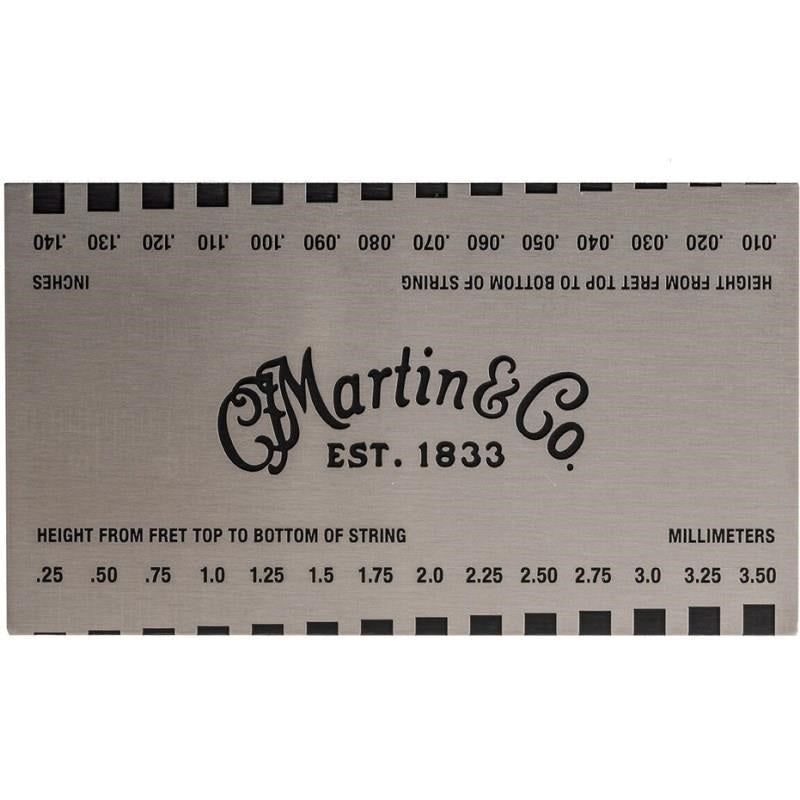 .140 .130 .120 .110 .100 .090 .080 .070 .060 .050 .040 .030 .020 .010
INCHES HEIGHT FROM FRET TOP TO BOTTOM OF STRING
CFMartin & Co.
EST. 1833
HEIGHT FROM FRET TOP TO BOTTOM OF STRING MILLIMETERS
.25 .50 .75 1.0 1.25 1.5 1.75 2.0 2.25 2.50 2.75 3.0 3.25 3.50